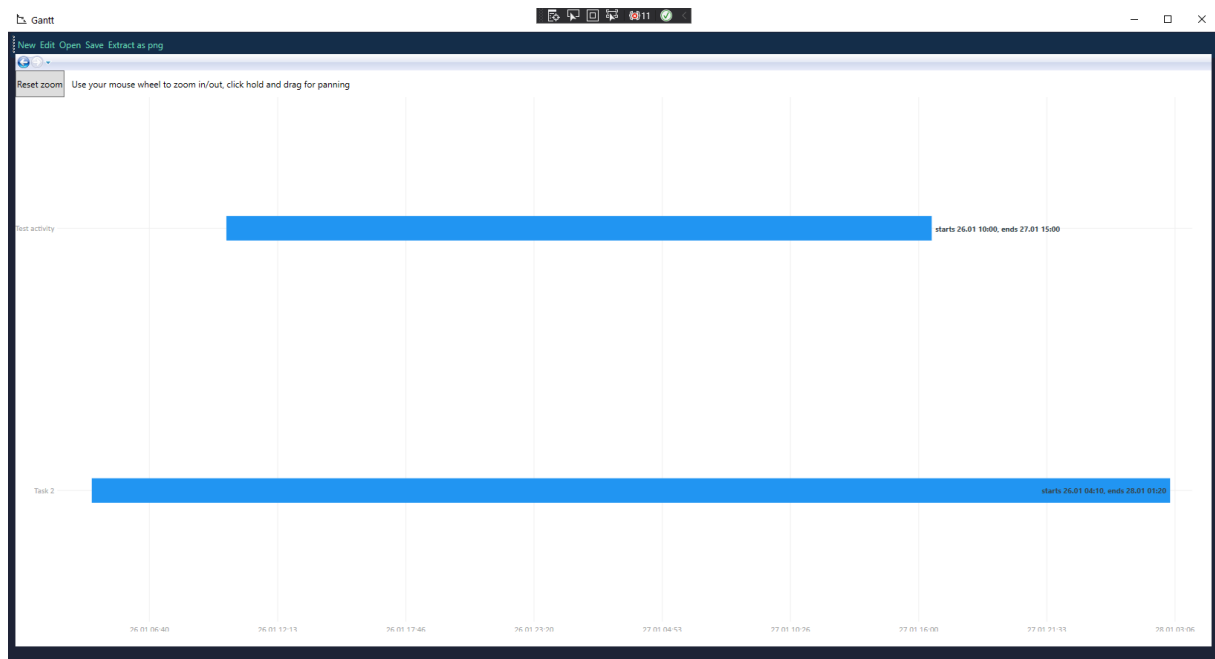 Gantt
11
New Edit Open Save Extract as png
Reset zoom Use your mouse wheel to zoom in/out, click hold and drag for panning
Test activity starts 26.01 10:00, ends 27.01 15:00
Task 2 starts 26.01 04:10, ends 28.01 01:20
26.01 06:40 26.01 12:13 26.01 17:46 26.01 23:20 27.01 04:53 27.01 10:26 27.01 16:00 27.01 21:33 28.01 03:06